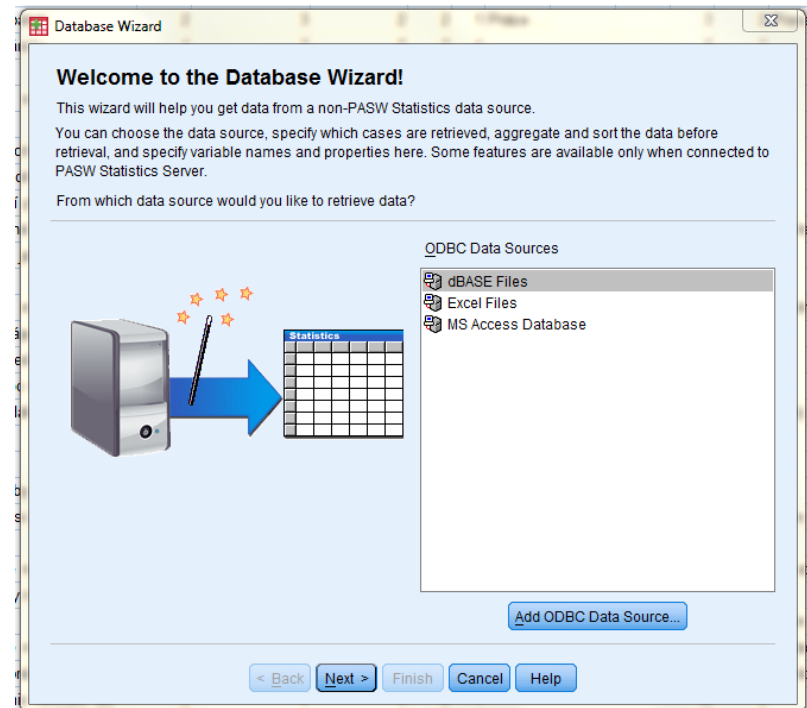 Database Wizard
Welcome to the Database Wizard!
This wizard will help you get data from a non-PASW Statistics data source.
You can choose the data source, specify which cases are retrieved, aggregate and sort the data before
retrieval, and specify variable names and properties here. Some features are available only when connected to
PASW Statistics Server.
From which data source would you like to retrieve data?
ODBC Data Sources
dBASE Files
Excel Files
MS Access Database
Statistics
Add ODBC Data Source...
< Back Next > Finish Cancel Help